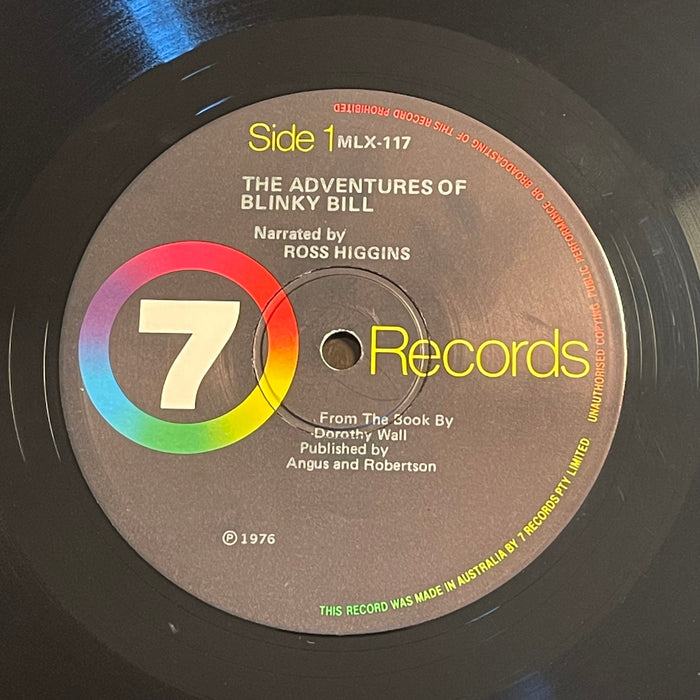 Side 1 MLX-117
THE ADVENTURES OF
BLINKY BILL
Narrated by
ROSS HIGGINS
7 Records
From The Book By
Dorothy Wall
Published by
Angus and Robertson
Ⓟ 1976
THIS RECORD WAS MADE IN AUSTRALIA BY 7 RECORDS PTY LIMITED
UNAUTHORISED COPYING PUBLIC PERFORMANCE OR BROADCASTING OF THIS RECORD PROHIBITED